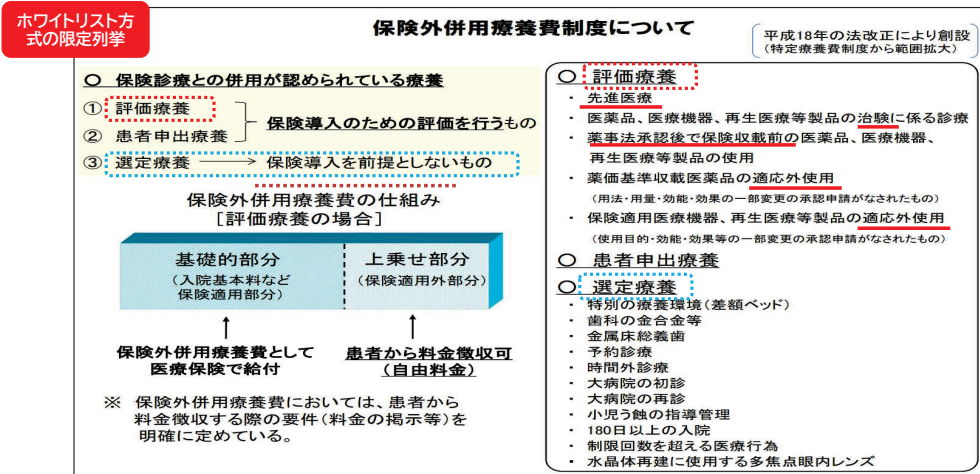 ホワイトリスト方
式の限定列挙
保険外併用療養費制度について
平成18年の法改正により創設
(特定療養費制度から範囲拡大)
○ 保険診療との併用が認められている療養
① 評価療養
② 患者申出療養
保険導入のための評価を行うもの
③ 選定療養 → 保険導入を前提としないもの
保険外併用療養費の仕組み
[評価療養の場合]
基礎的部分
(入院基本料など
保険適用部分)
上乗せ部分
(保険適用外部分)
↑
↑
保険外併用療養費として
医療保険で給付
患者から料金徴収可
(自由料金)
※ 保険外併用療養費においては、患者から
料金徴収する際の要件(料金の掲示等)を
明確に定めている。
○ 評価療養
・ 先進医療
・ 医薬品、医療機器、再生医療等製品の治験に係る診療
・ 薬事法承認後で保険収載前の医薬品、医療機器、
再生医療等製品の使用
・ 薬価基準収載医薬品の適応外使用
(用法・用量・効能・効果の一部変更の承認申請がなされたもの)
・ 保険適用医療機器、再生医療等製品の適応外使用
(使用目的・効能・効果等の一部変更の承認申請がなされたもの)
○ 患者申出療養
○ 選定療養
・ 特別の療養環境(差額ベッド)
・ 歯科の金合金等
・ 金属床総義歯
・ 予約診療
・ 時間外診療
・ 大病院の初診
・ 大病院の再診
・ 小児う蝕の指導管理
・ 180日以上の入院
・ 制限回数を超える医療行為
・ 水晶体再建に使用する多焦点眼内レンズ